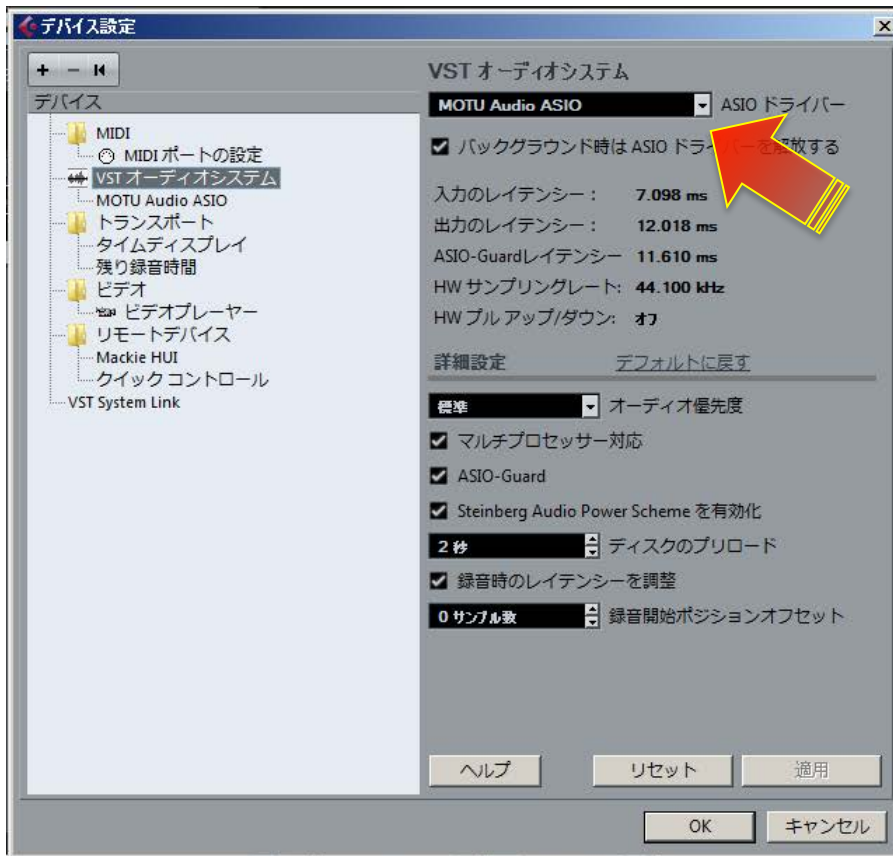 デバイス設定
デバイス
MIDI
MIDI ポートの設定
VST オーディオシステム
MOTU Audio ASIO
トランスポート
タイムディスプレイ
残り録音時間
ビデオ
ビデオプレーヤー
リモートデバイス
Mackie HUI
クイック コントロール
VST System Link
VST オーディオシステム
MOTU Audio ASIO ASIO ドライバー
バックグラウンド時は ASIO ドライバーを解放する
入力のレイテンシー : 7.098 ms
出力のレイテンシー : 12.018 ms
ASIO-Guardレイテンシー 11.610 ms
HW サンプリングレート: 44.100 kHz
HW プル アップ/ダウン: オフ
詳細設定 デフォルトに戻す
標準 オーディオ優先度
マルチプロセッサー対応
ASIO-Guard
Steinberg Audio Power Scheme を有効化
2 秒 ディスクのプリロード
録音時のレイテンシーを調整
0 サンプル数 録音開始ポジションオフセット
ヘルプ リセット 適用
OK キャンセル